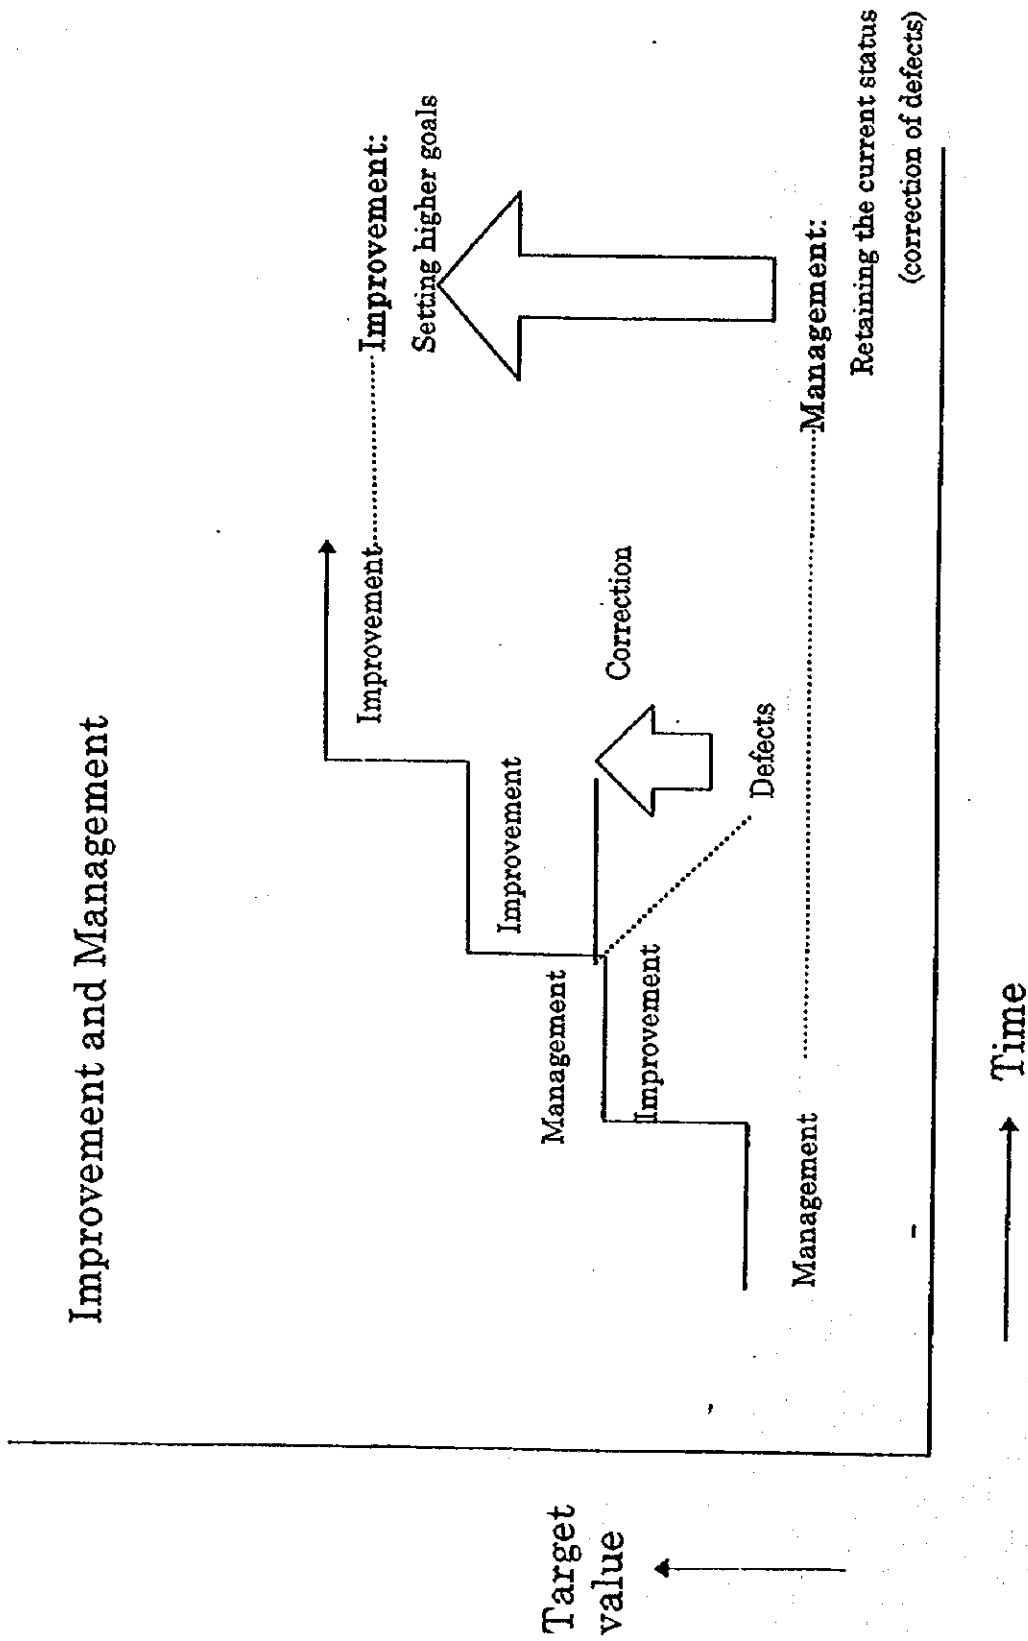 Improvement and Management
Target
value
Improvement
Improvement:
Setting higher goals
Improvement
Management
Improvement
Correction
Defects
Management
Management:
Retaining the current status
(correction of defects)
Time